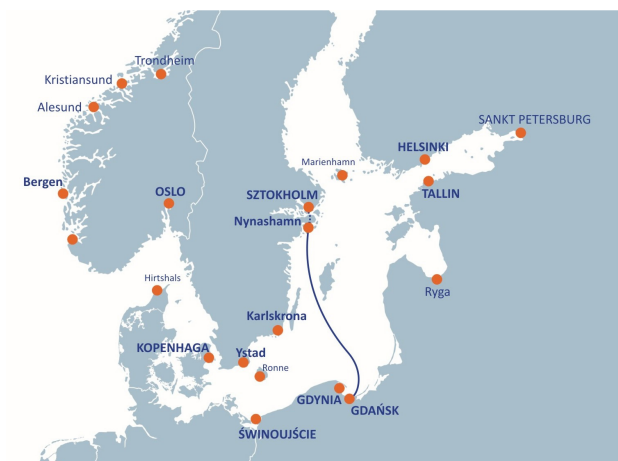 Trondheim
Kristiansund
Alesund
SANKT PETERSBURG
HELSINKI
Marienhamn
Bergen
OSLO
SZTOKHOLM
TALLIN
Nynashamn
Hirtshals
Ryga
Karlskrona
KOPENHAGA
Ystad
Ronne
GDYNIA
GDAŃSK
ŚWINOUJŚCIE